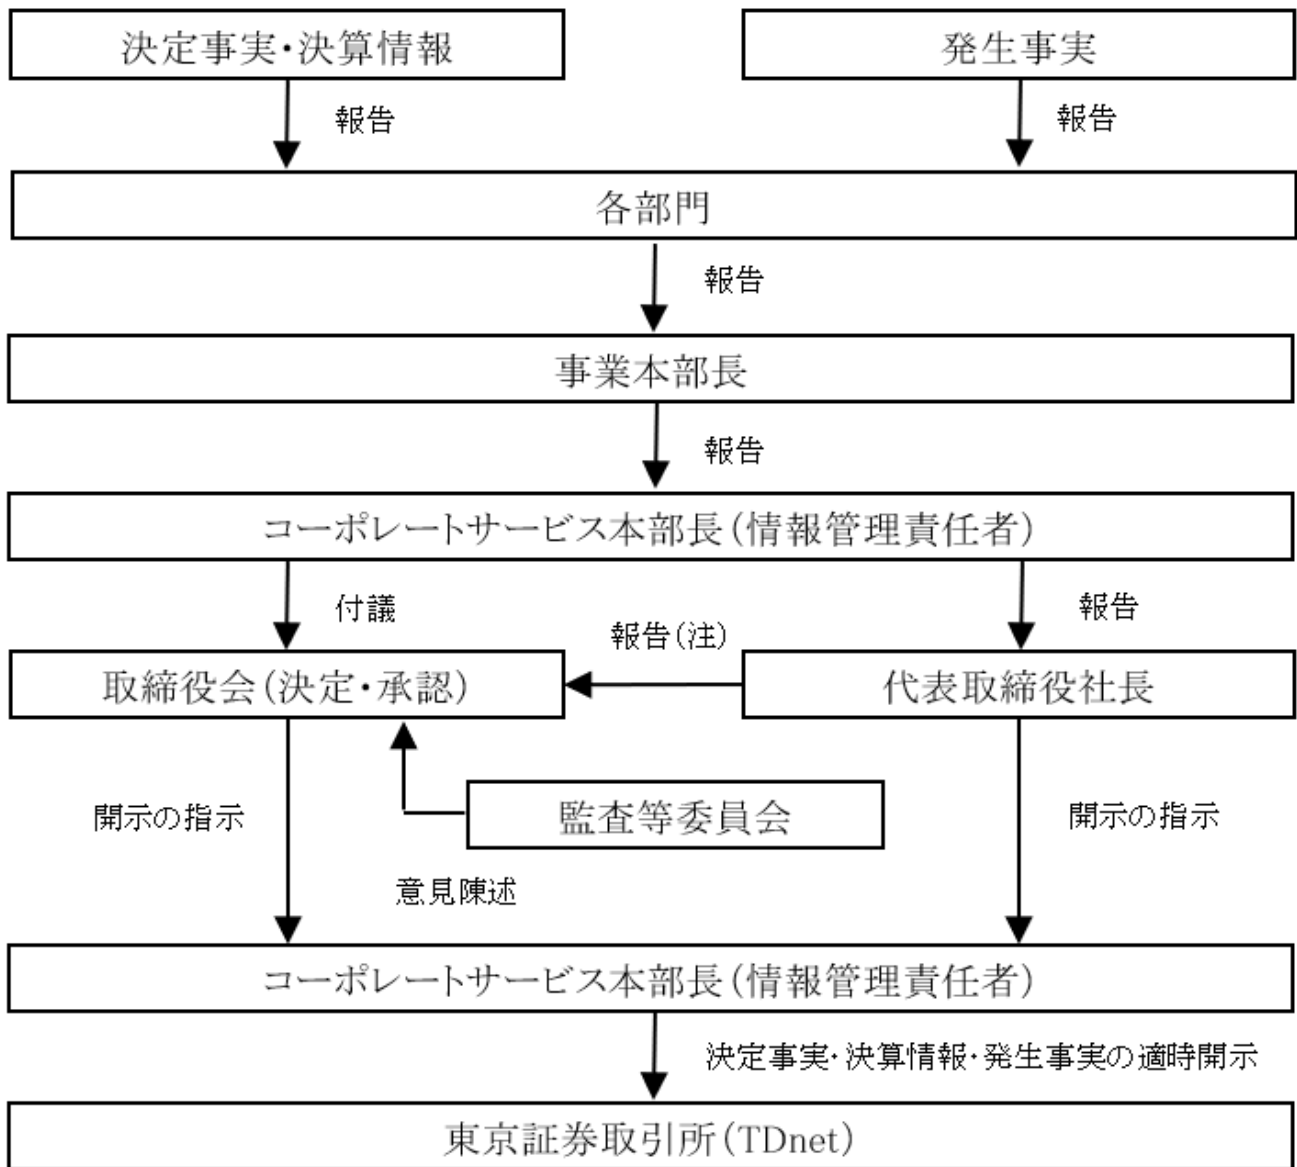 決定事実・決算情報
発生事実
報告
報告
各部門
報告
事業本部長
報告
コーポレートサービス本部長(情報管理責任者)
付議
報告
報告(注)
取締役会(決定・承認)
代表取締役社長
開示の指示
監査等委員会
開示の指示
意見陳述
コーポレートサービス本部長(情報管理責任者)
決定事実・決算情報・発生事実の適時開示
東京証券取引所(TDnet)